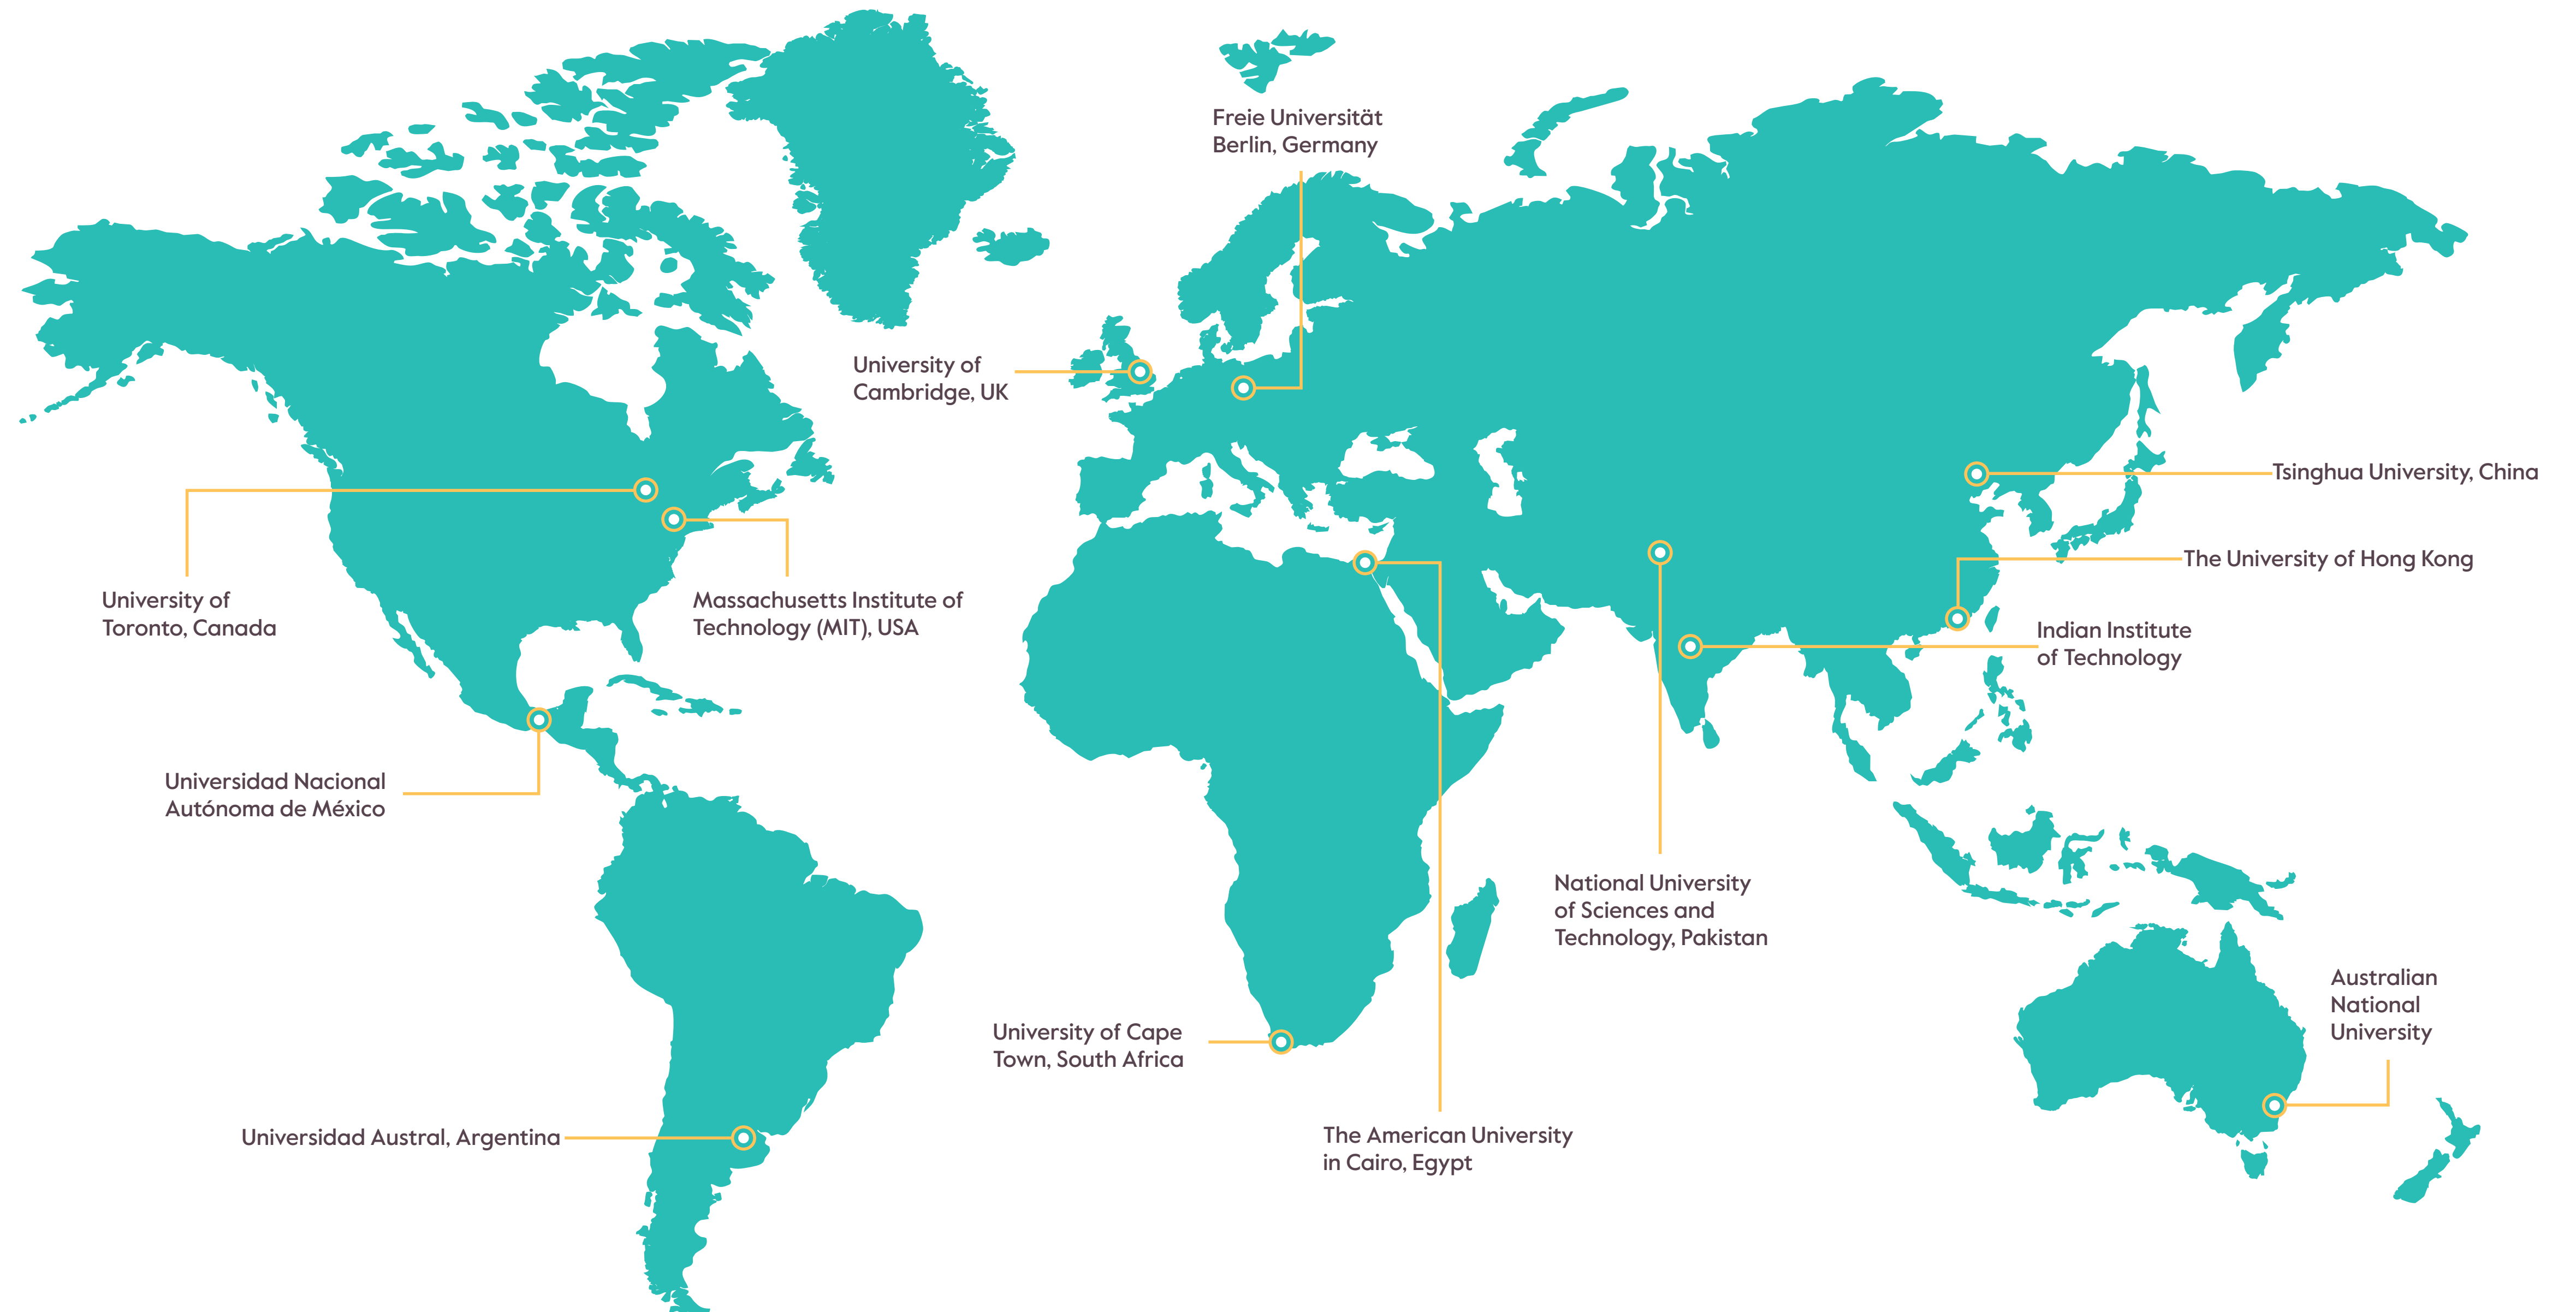 Freie Universität
Berlin, Germany
University of
Cambridge, UK
Tsinghua University, China
The University of Hong Kong
University of
Toronto, Canada
Massachusetts Institute of
Technology (MIT), USA
Indian Institute
of Technology
Universidad Nacional
Autónoma de México
National University
of Sciences and
Technology, Pakistan
Australian
National
University
University of Cape
Town, South Africa
Universidad Austral, Argentina
The American University
in Cairo, Egypt